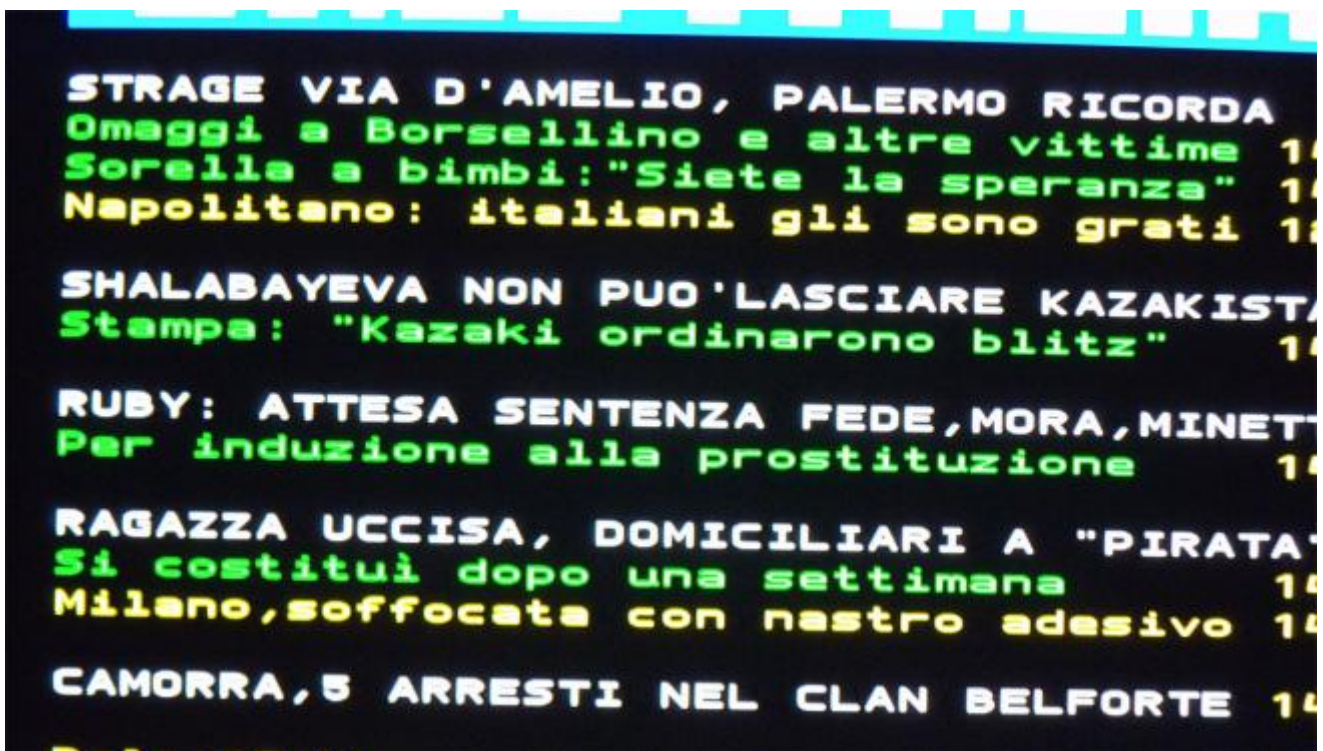 STRAGE VIA D'AMELIO, PALERMO RICORDA
Omaggi a Borsellino e altre vittime
Sorella a bimbi:"Siete la speranza"
Napolitano: italiani gli sono grati
SHALABAYEVA NON PUO'LASCIARE KAZAKISTA
Stampa: "Kazaki ordinarono blitz"
RUBY: ATTESA SENTENZA FEDE,MORA,MINETT
Per induzione alla prostituzione
RAGAZZA UCCISA, DOMICILIARI A "PIRATA"
Si costituì dopo una settimana
Milano,soffocata con nastro adesivo
CAMORRA,5 ARRESTI NEL CLAN BELFORTE